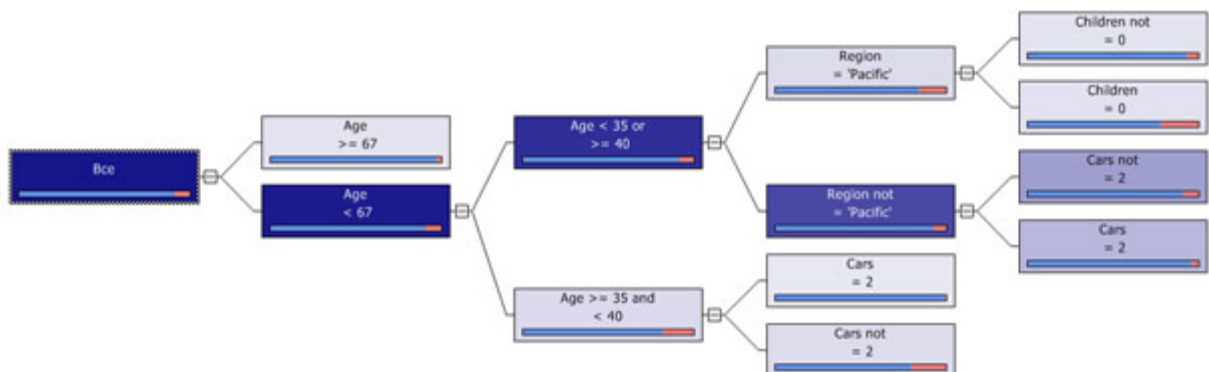 Все
Age
>= 67
Age
< 67
Age < 35 or
>= 40
Age >= 35 and
< 40
Region
= 'Pacific'
Region not
= 'Pacific'
Cars
= 2
Cars not
= 2
Children not
= 0
Children
= 0
Cars not
= 2
Cars
= 2